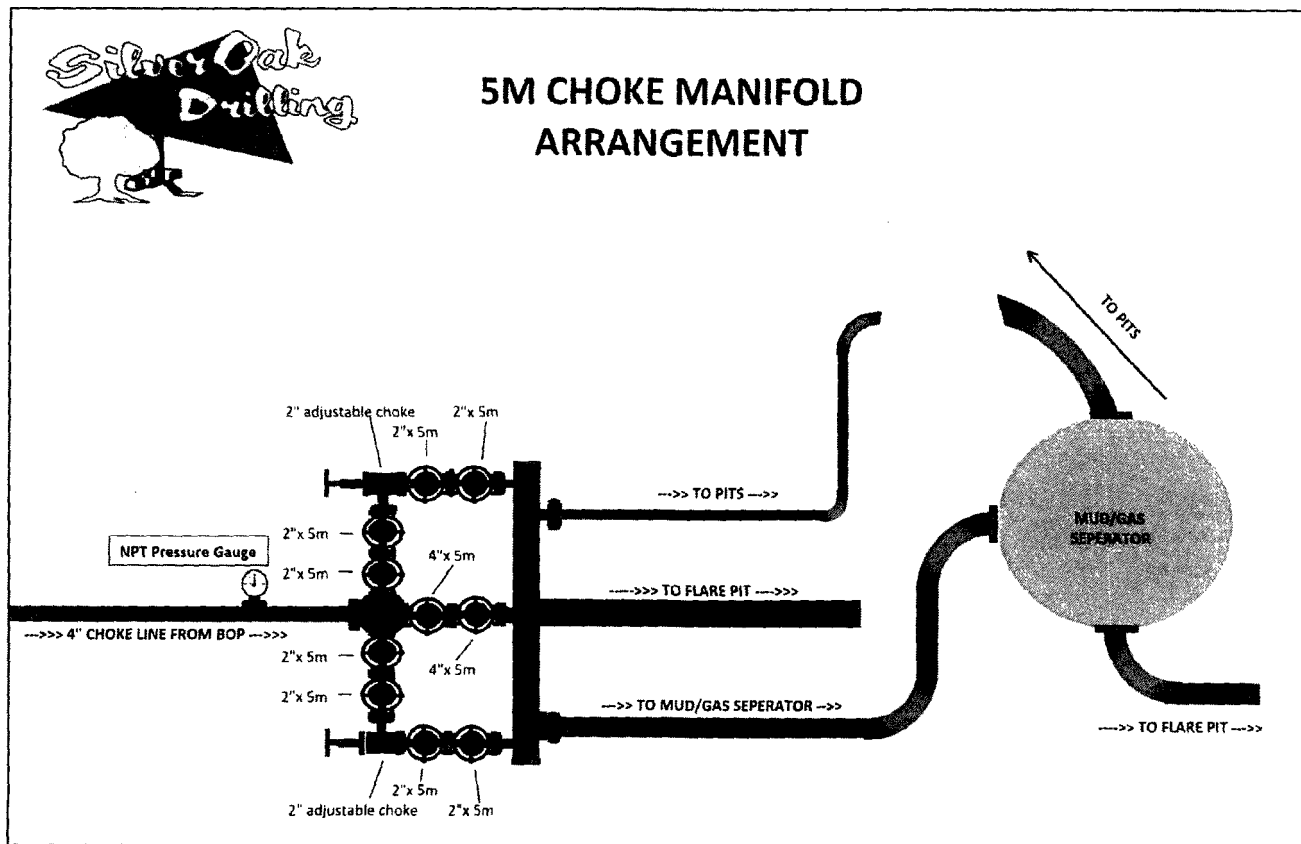 Silver Oak
Drilling
5M CHOKE MANIFOLD
ARRANGEMENT
TO PITS
2" adjustable choke
2"x 5m
2"x 5m
--->> TO PITS --->>
MUD/GAS
SEPERATOR
NPT Pressure Gauge
2"x 5m
2"x 5m
4"x 5m
----->>> TO FLARE PIT ---->>>
--->>> 4" CHOKE LINE FROM BOP --->>>
2"x 5m
4"x 5m
2"x 5m
---->> TO MUD/GAS SEPERATOR -->>
---->> TO FLARE PIT --->>
2"x 5m
2"x 5m
2" adjustable choke